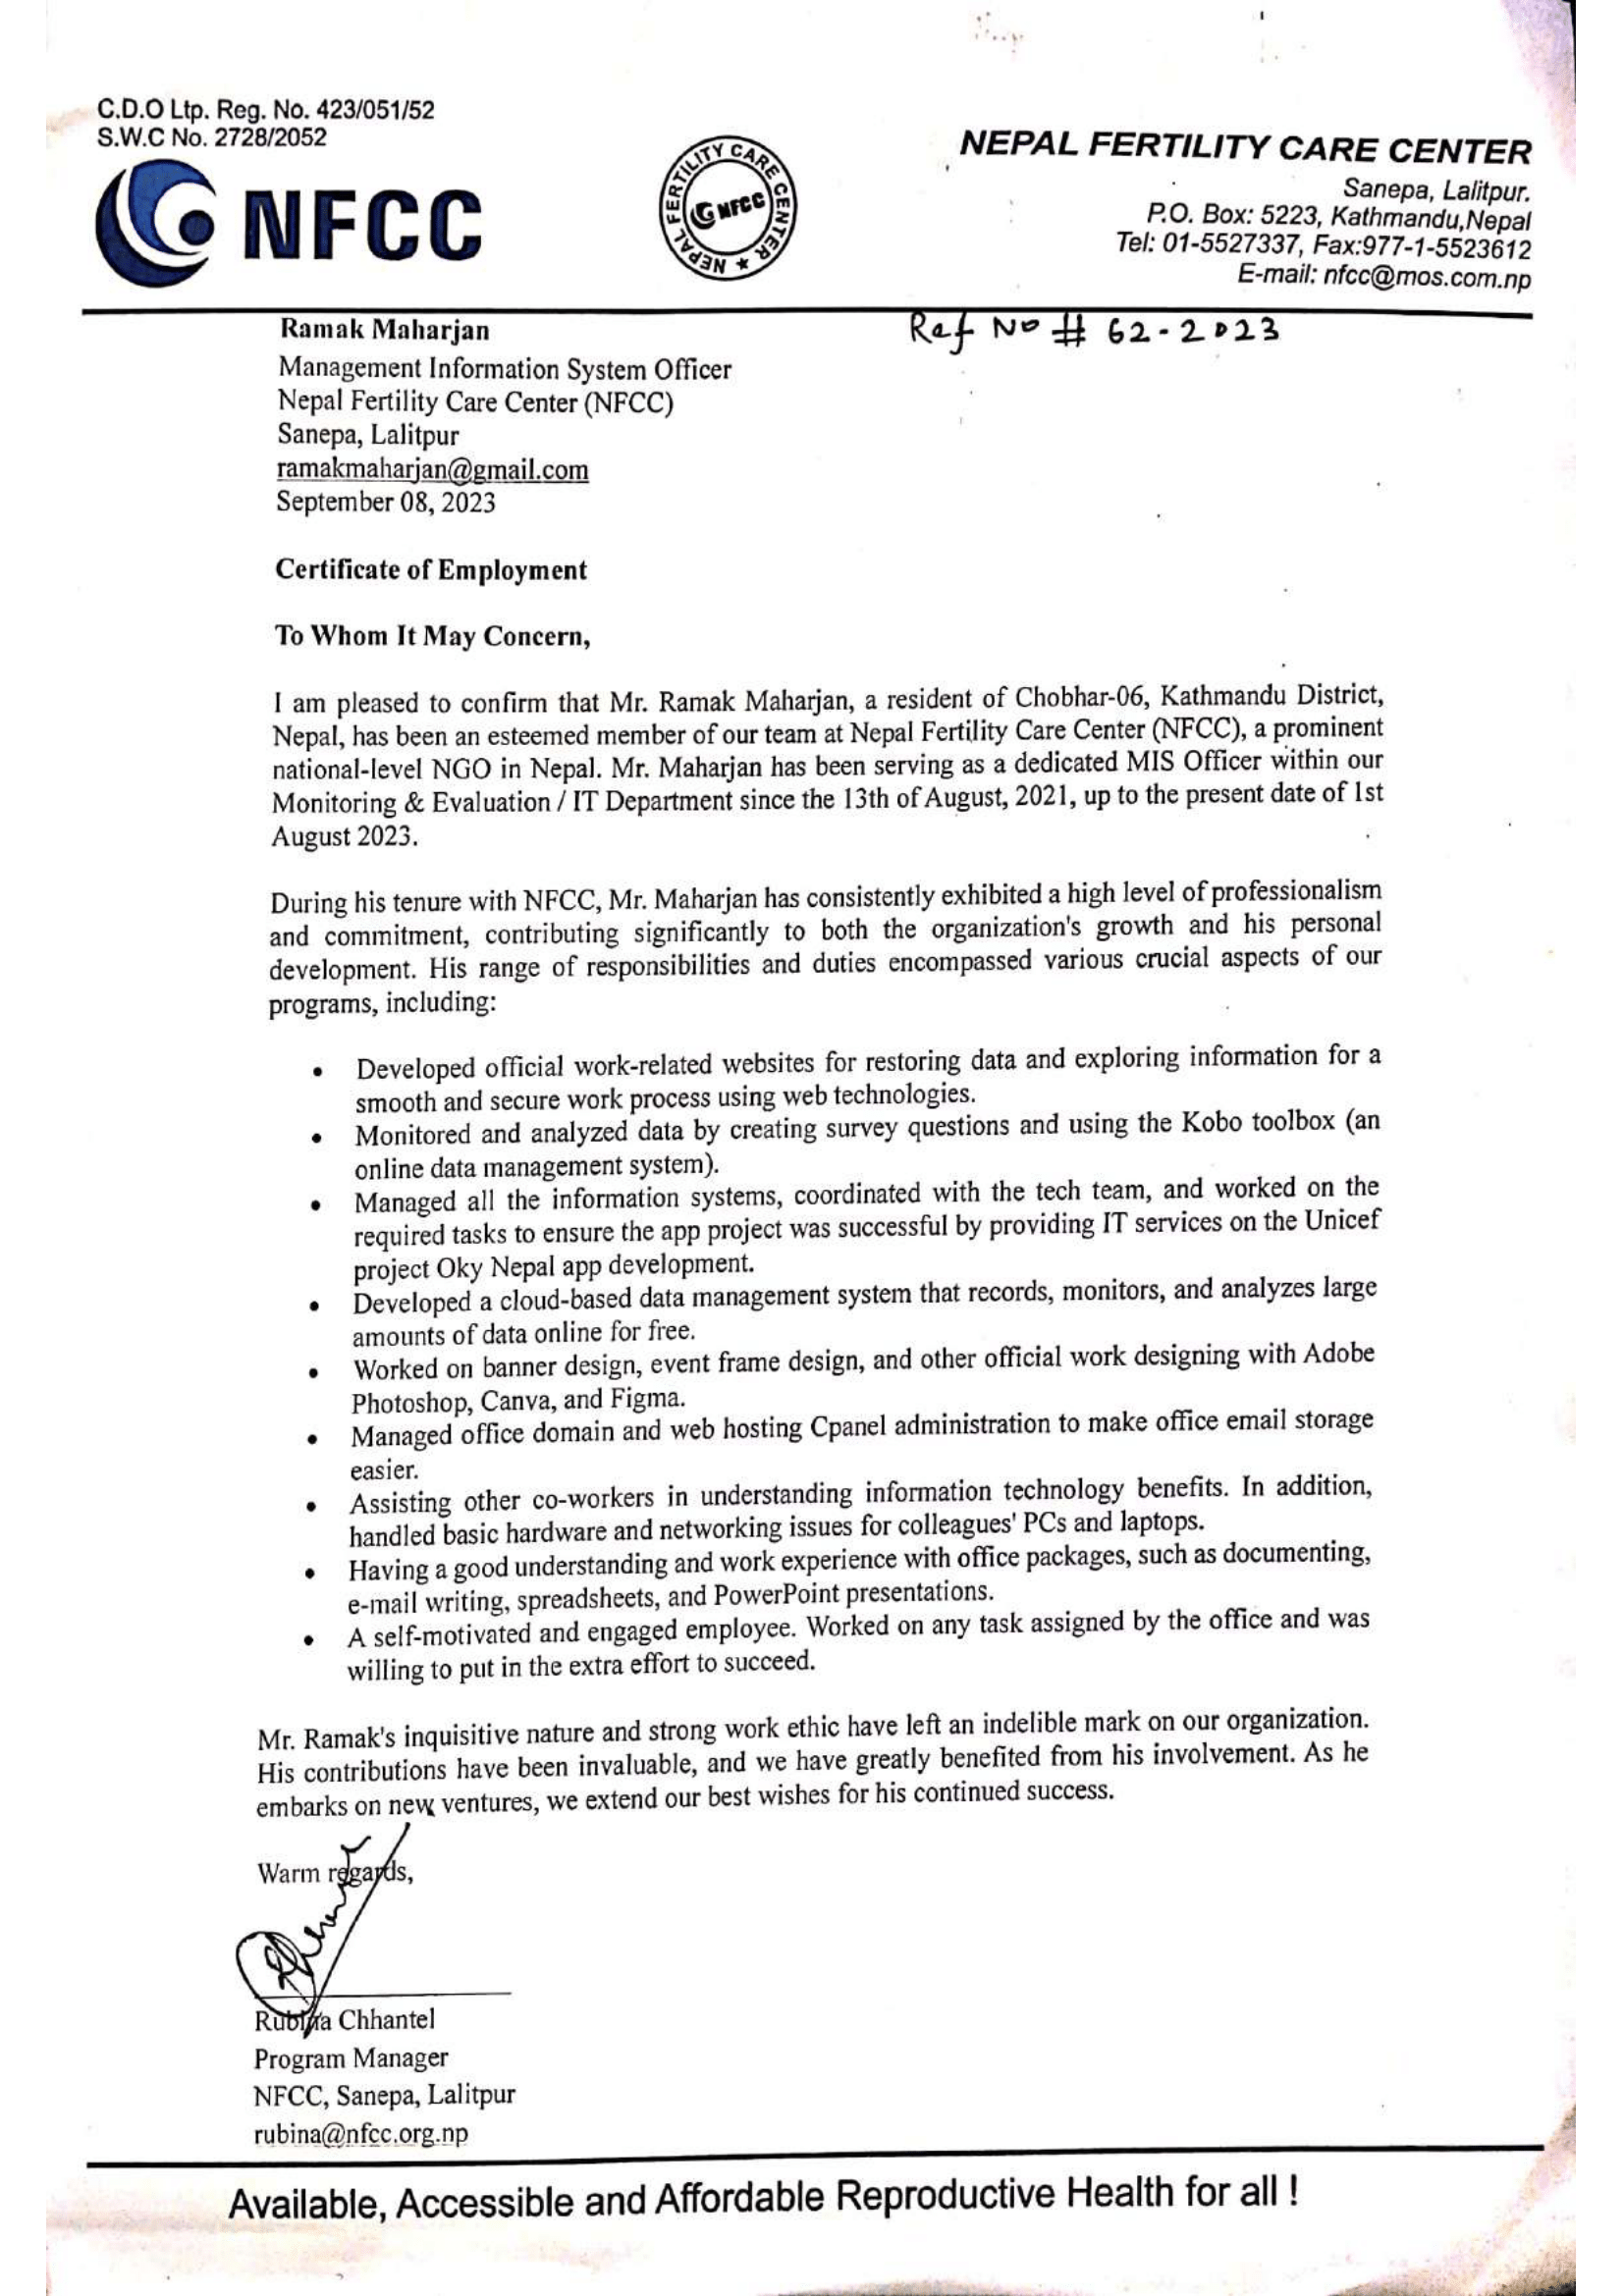 C.D.O Ltp. Reg. No. 423/051/52
S.W.C No. 2728/2052
NFCC
NEPAL FERTILITY CARE CENTER
NFCC
NEPAL FERTILITY CARE CENTER
Sanepa, Lalitpur.
P.O. Box: 5223, Kathmandu,Nepal
Tel: 01-5527337, Fax:977-1-5523612
E-mail: nfcc@mos.com.np
Ref No # 62-2023
Ramak Maharjan
Management Information System Officer
Nepal Fertility Care Center (NFCC)
Sanepa, Lalitpur
ramakmaharjan@gmail.com
September 08, 2023
Certificate of Employment
To Whom It May Concern,
I am pleased to confirm that Mr. Ramak Maharjan, a resident of Chobhar-06, Kathmandu District,
Nepal, has been an esteemed member of our team at Nepal Fertility Care Center (NFCC), a prominent
national-level NGO in Nepal. Mr. Maharjan has been serving as a dedicated MIS Officer within our
Monitoring & Evaluation / IT Department since the 13th of August, 2021, up to the present date of 1st
August 2023.
During his tenure with NFCC, Mr. Maharjan has consistently exhibited a high level of professionalism
and commitment, contributing significantly to both the organization's growth and his personal
development. His range of responsibilities and duties encompassed various crucial aspects of our
programs, including:
• Developed official work-related websites for restoring data and exploring information for a
smooth and secure work process using web technologies.
• Monitored and analyzed data by creating survey questions and using the Kobo toolbox (an
online data management system).
• Managed all the information systems, coordinated with the tech team, and worked on the
required tasks to ensure the app project was successful by providing IT services on the Unicef
project Oky Nepal app development.
• Developed a cloud-based data management system that records, monitors, and analyzes large
amounts of data online for free.
• Worked on banner design, event frame design, and other official work designing with Adobe
Photoshop, Canva, and Figma.
• Managed office domain and web hosting Cpanel administration to make office email storage
easier.
• Assisting other co-workers in understanding information technology benefits. In addition,
handled basic hardware and networking issues for colleagues' PCs and laptops.
• Having a good understanding and work experience with office packages, such as documenting,
e-mail writing, spreadsheets, and PowerPoint presentations.
• A self-motivated and engaged employee. Worked on any task assigned by the office and was
willing to put in the extra effort to succeed.
Mr. Ramak's inquisitive nature and strong work ethic have left an indelible mark on our organization.
His contributions have been invaluable, and we have greatly benefited from his involvement. As he
embarks on new ventures, we extend our best wishes for his continued success.
Warm regards,
Rubina Chhantel
Program Manager
NFCC, Sanepa, Lalitpur
rubina@nfcc.org.np
Available, Accessible and Affordable Reproductive Health for all !